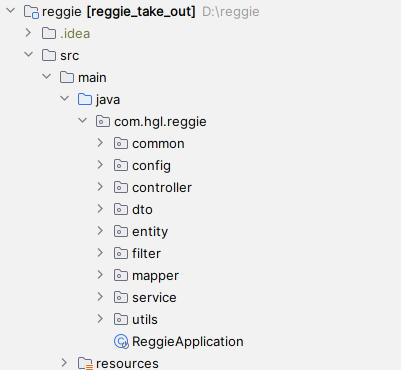 reggie [reggie_take_out] D:\reggie
.idea
src
main
java
com.hgl.reggie
common
config
controller
dto
entity
filter
mapper
service
utils
ReggieApplication
resources